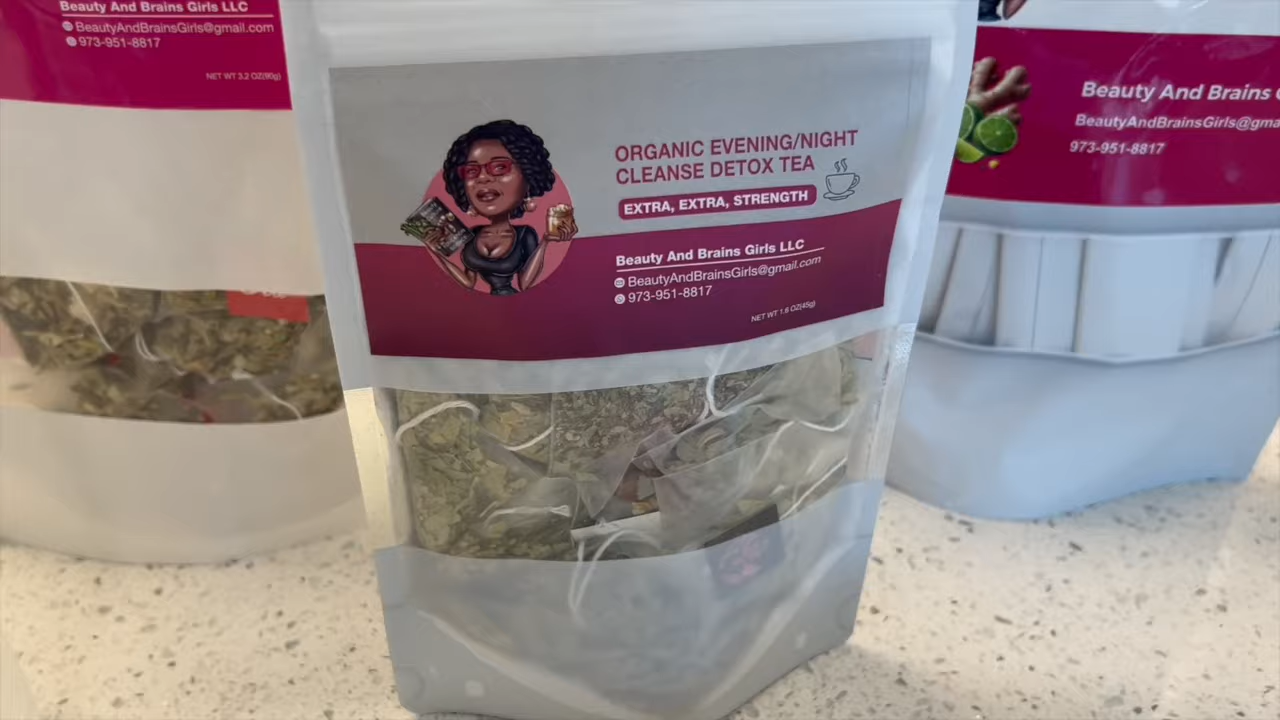 Beauty And Brains Girls LLC
BeautyAndBrainsGirls@gmail.com
973-951-8817
NET WT 3.2 OZ(90g)
ORGANIC EVENING/NIGHT
CLEANSE DETOX TEA
EXTRA, EXTRA, STRENGTH
Beauty And Brains Girls LLC
BeautyAndBrainsGirls@gmail.com
973-951-8817
NET WT 1.6 OZ(45g)
Beauty And Brains
BeautyAndBrainsGirls@gma
973-951-8817